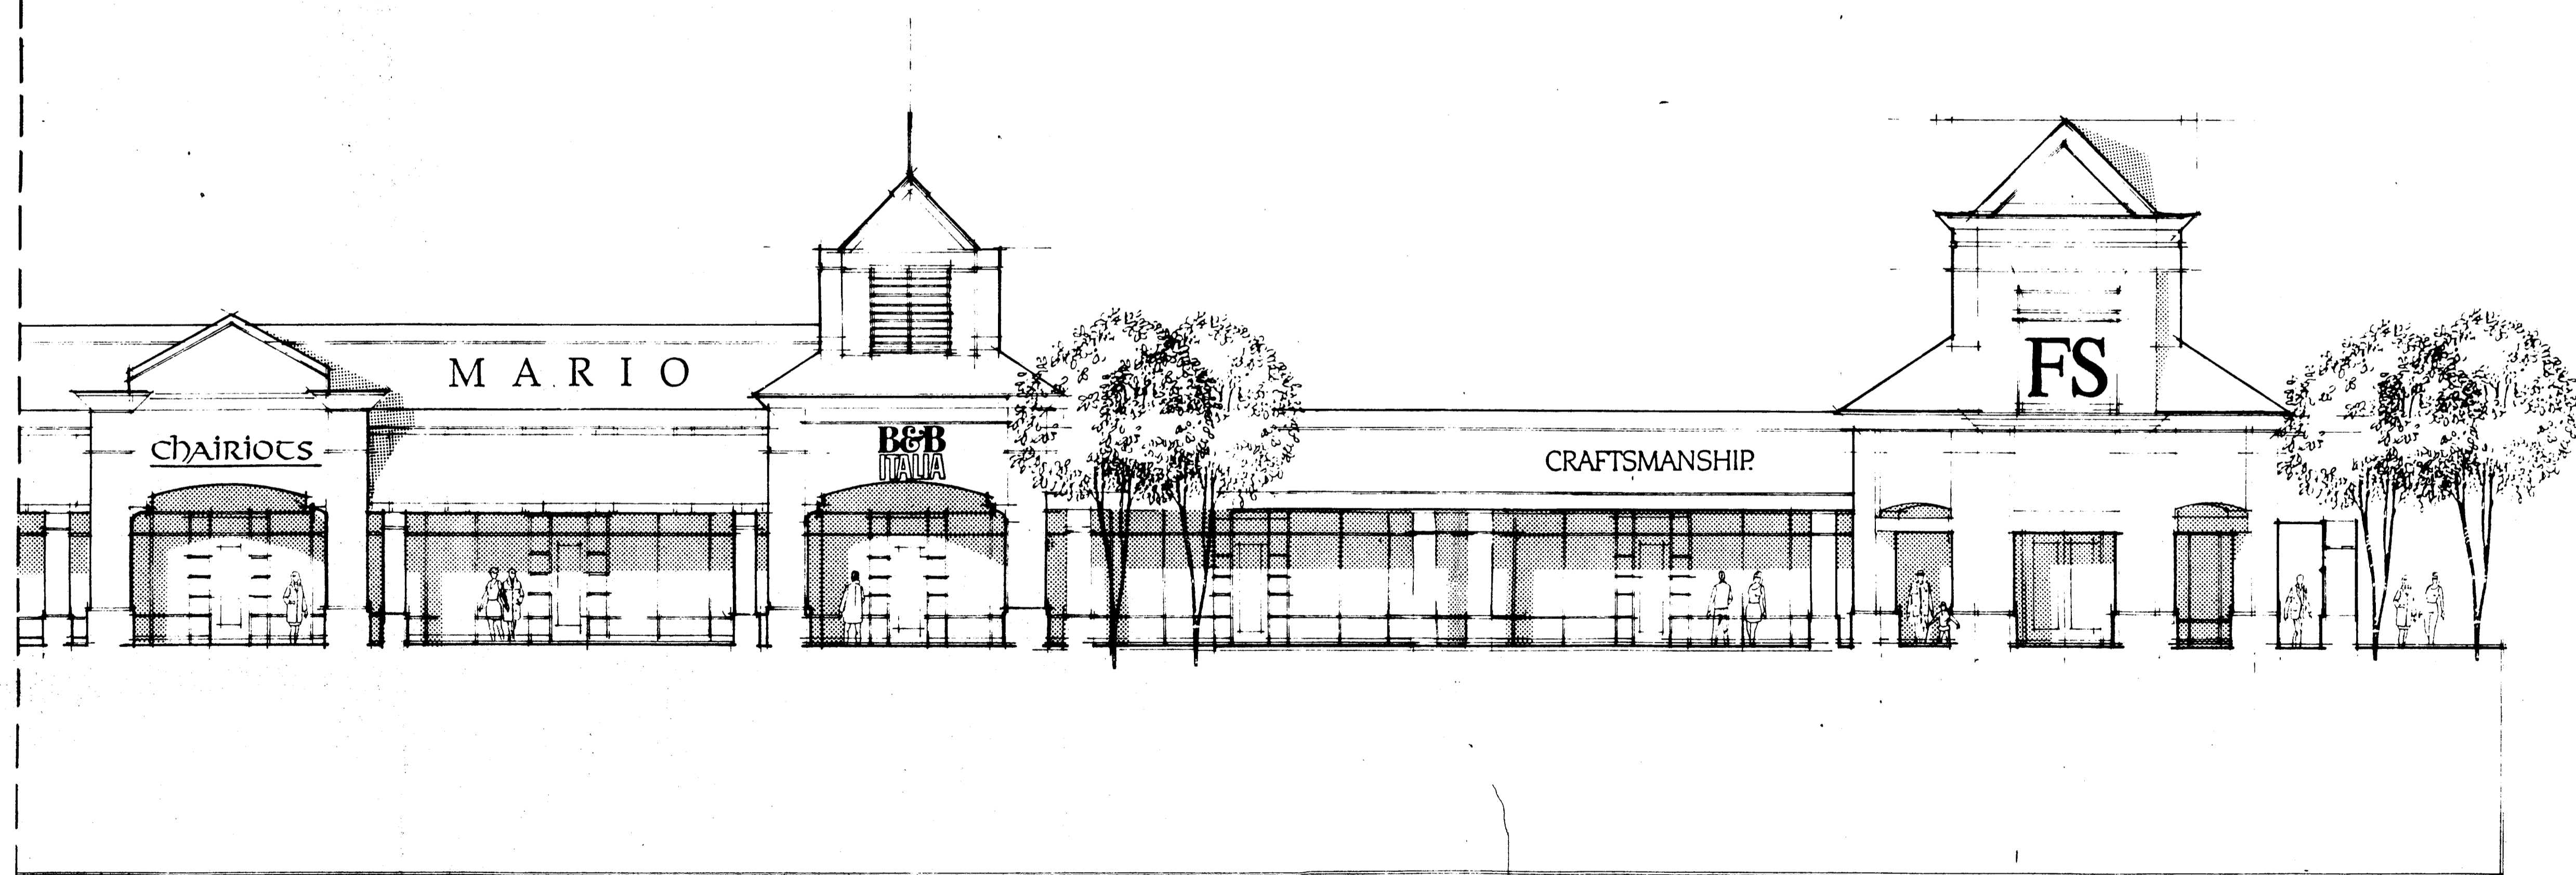 chAiRiots
MARIO
B&B
ITALIA
CRAFTSMANSHIP.
FS